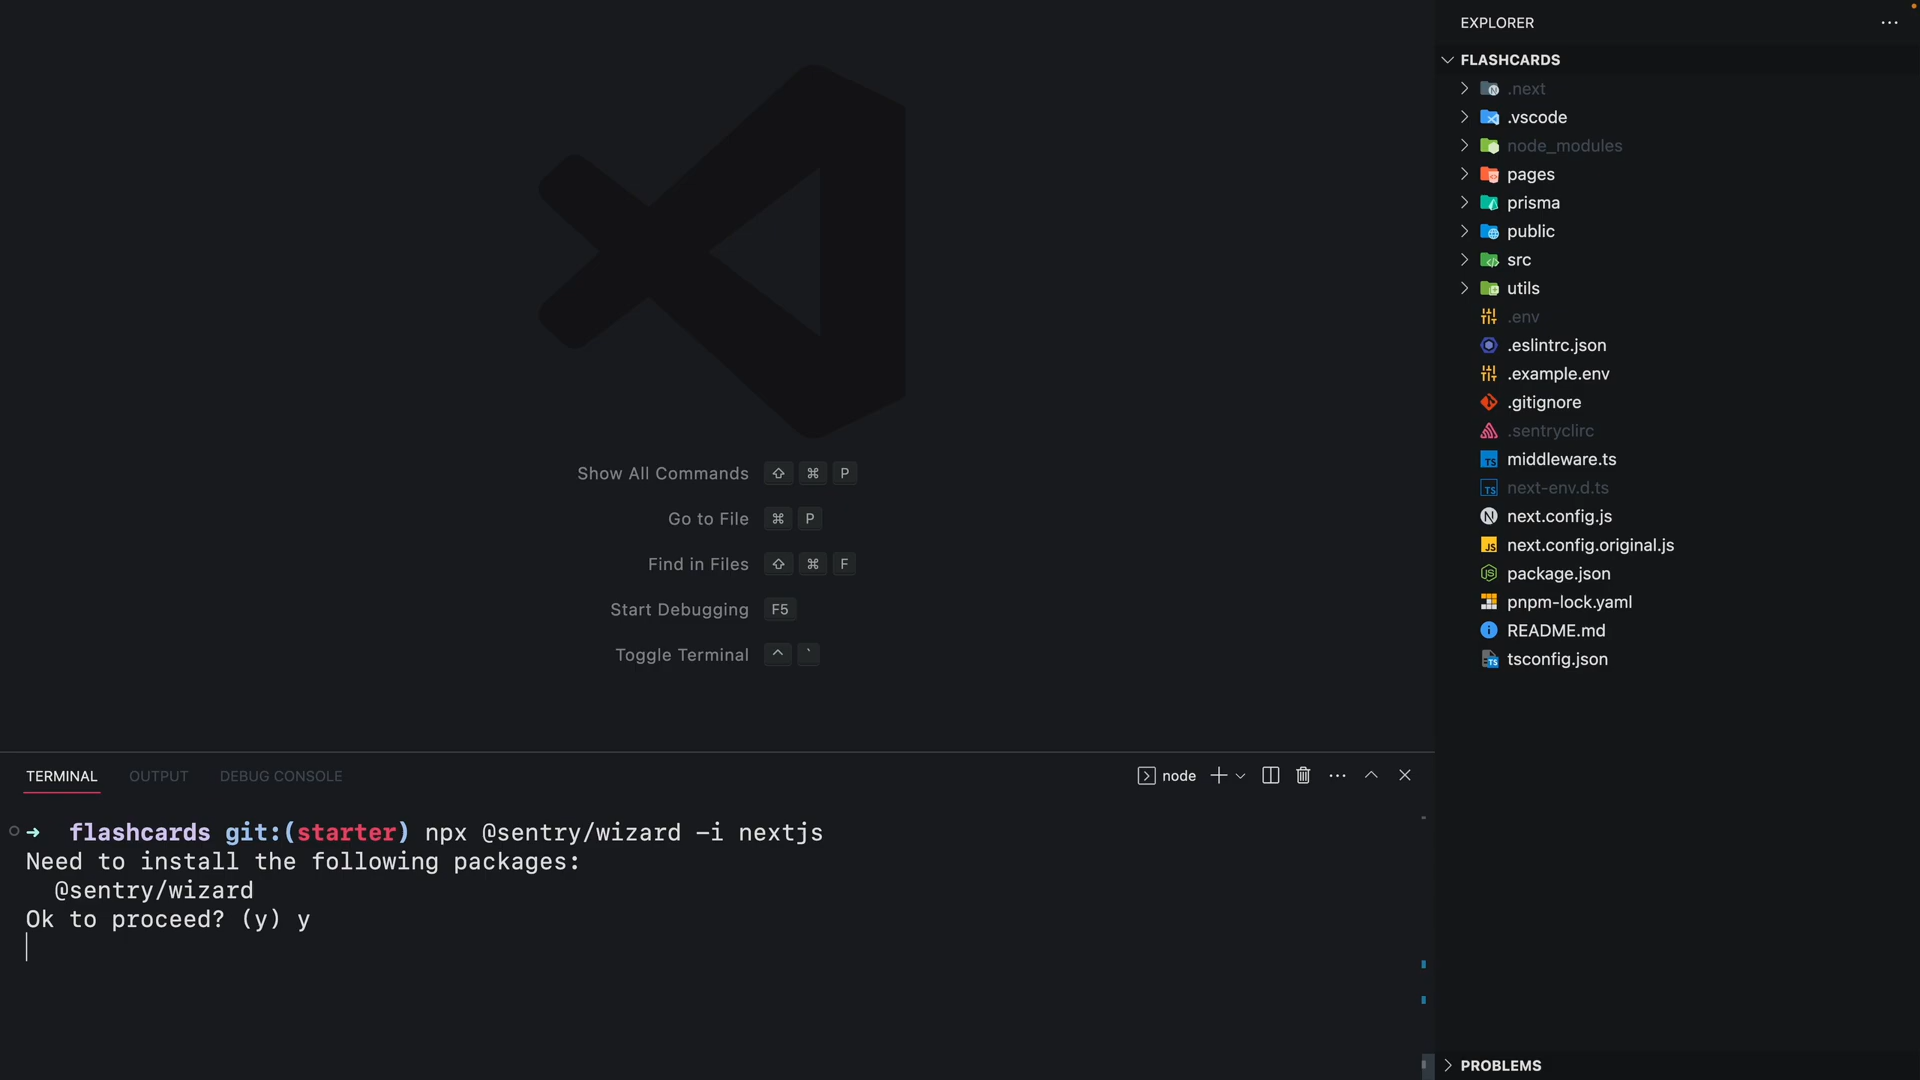 Show All Commands ⇧ ⌘ P
Go to File ⌘ P
Find in Files ⇧ ⌘ F
Start Debugging F5
Toggle Terminal ^ `
TERMINAL OUTPUT DEBUG CONSOLE node
➜ flashcards git:(starter) npx @sentry/wizard -i nextjs
Need to install the following packages:
@sentry/wizard
Ok to proceed? (y) y
EXPLORER
FLASHCARDS
.next
.vscode
node_modules
pages
prisma
public
src
utils
.env
.eslintrc.json
.example.env
.gitignore
.sentryclirc
middleware.ts
next-env.d.ts
next.config.js
next.config.original.js
package.json
pnpm-lock.yaml
README.md
tsconfig.json
PROBLEMS